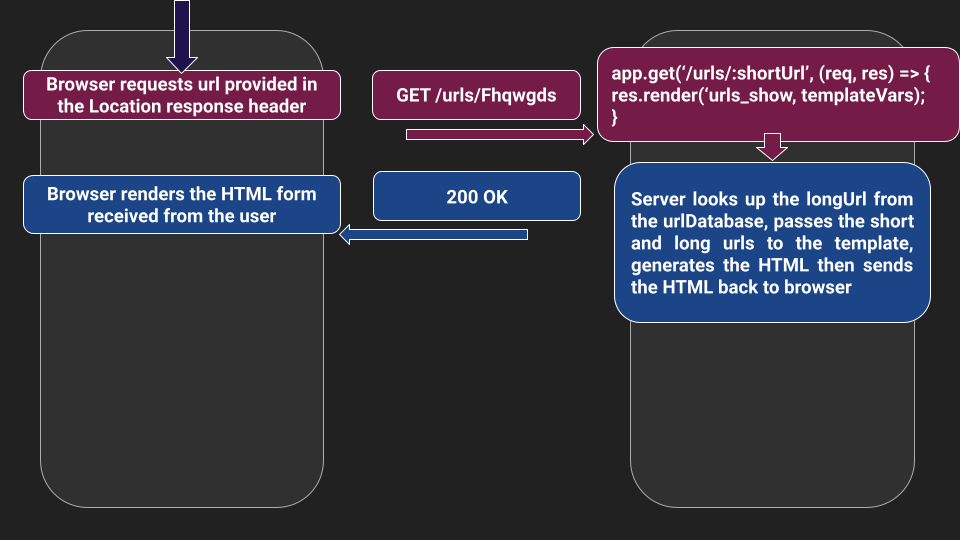 Browser requests url provided in
the Location response header
GET /urls/Fhqwgds
app.get(‘/urls/:shortUrl’, (req, res) => {
res.render(‘urls_show, templateVars);
}
Browser renders the HTML form
received from the user
200 OK
Server looks up the longUrl from
the urlDatabase, passes the short
and long urls to the template,
generates the HTML then sends
the HTML back to browser